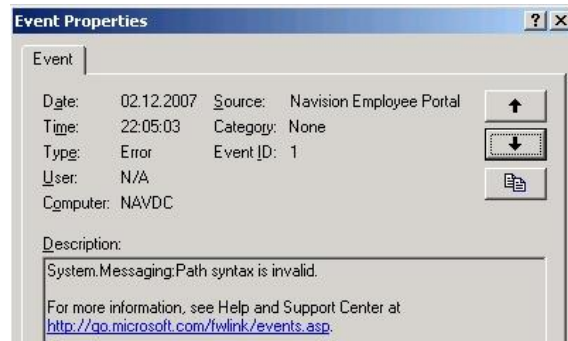 Event Properties
Event
Date: 02.12.2007 Source: Navision Employee Portal
Time: 22:05:03 Category: None
Type: Error Event ID: 1
User: N/A
Computer: NAVDC
Description:
System.Messaging:Path syntax is invalid.
For more information, see Help and Support Center at
http://go.microsoft.com/fwlink/events.asp.